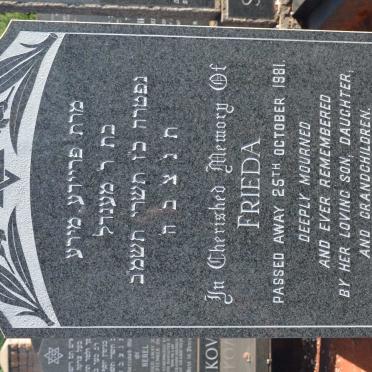 מרת פריידע מירע
בת ר מענדל
נפטרה כז תשרי תשמב
ת נ צ ב ה
In Cherished Memory Of
FRIEDA
PASSED AWAY 25TH OCTOBER 1981.
DEEPLY MOURNED
AND EVER REMEMBERED
BY HER LOVING SON, DAUGHTER,
AND GRANDCHILDREN.